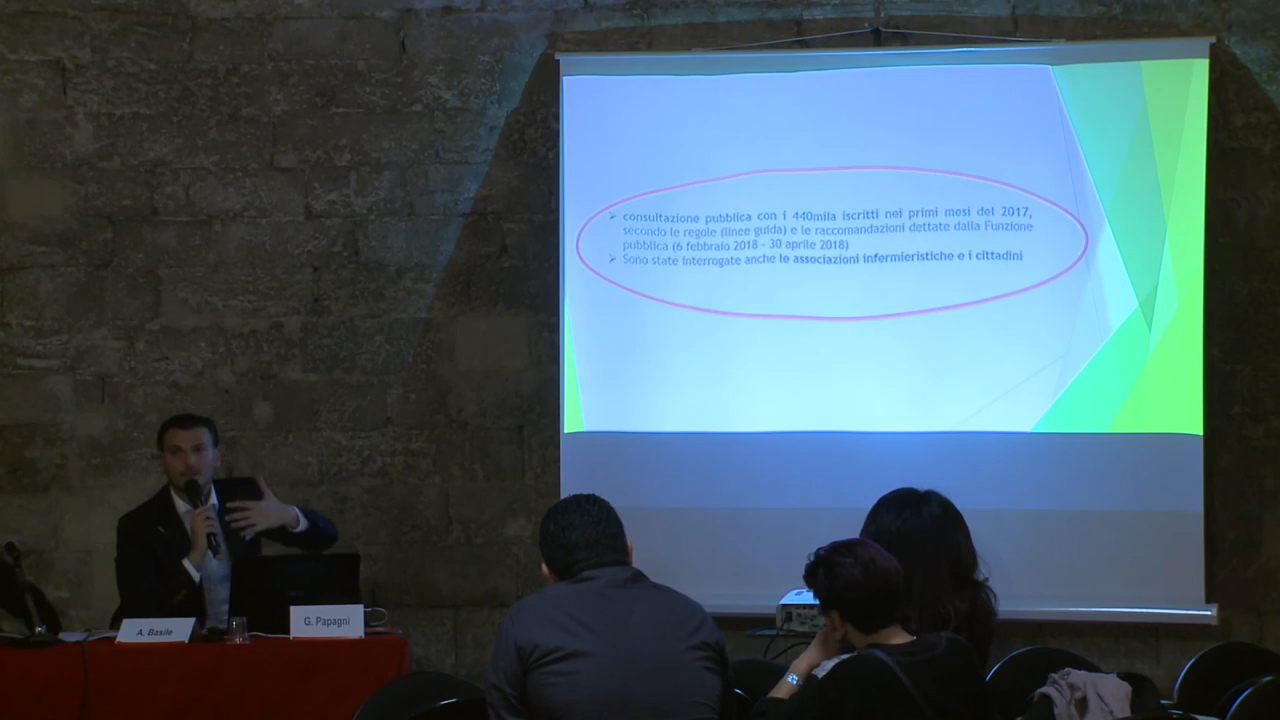 ➤ consultazione pubblica con i 440mila iscritti nei primi mesi del 2017,
secondo le regole (linee guida) e le raccomandazioni dettate dalla Funzione
pubblica (6 febbraio 2018 - 30 aprile 2018)
➤ Sono state interrogate anche le associazioni infermieristiche e i cittadini
A. Basile
G. Papagni